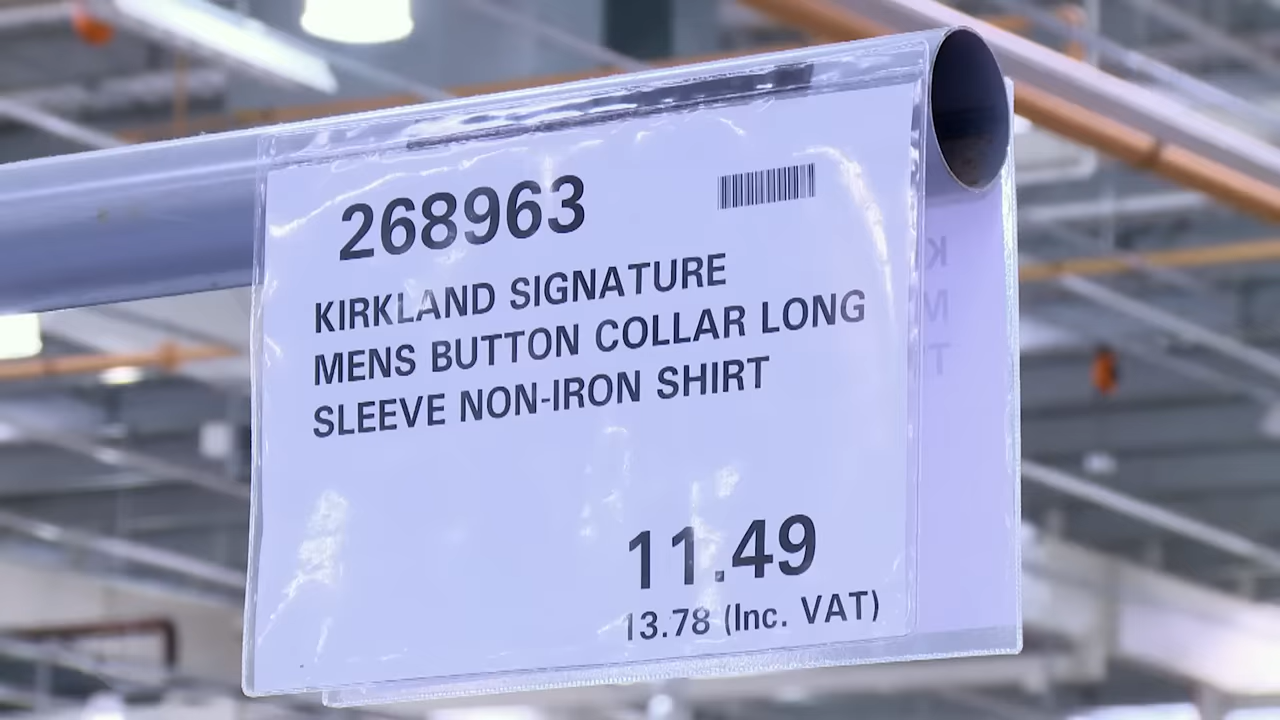 268963
KIRKLAND SIGNATURE
MENS BUTTON COLLAR LONG
SLEEVE NON-IRON SHIRT
11.49
13.78 (Inc. VAT)
K
M
T